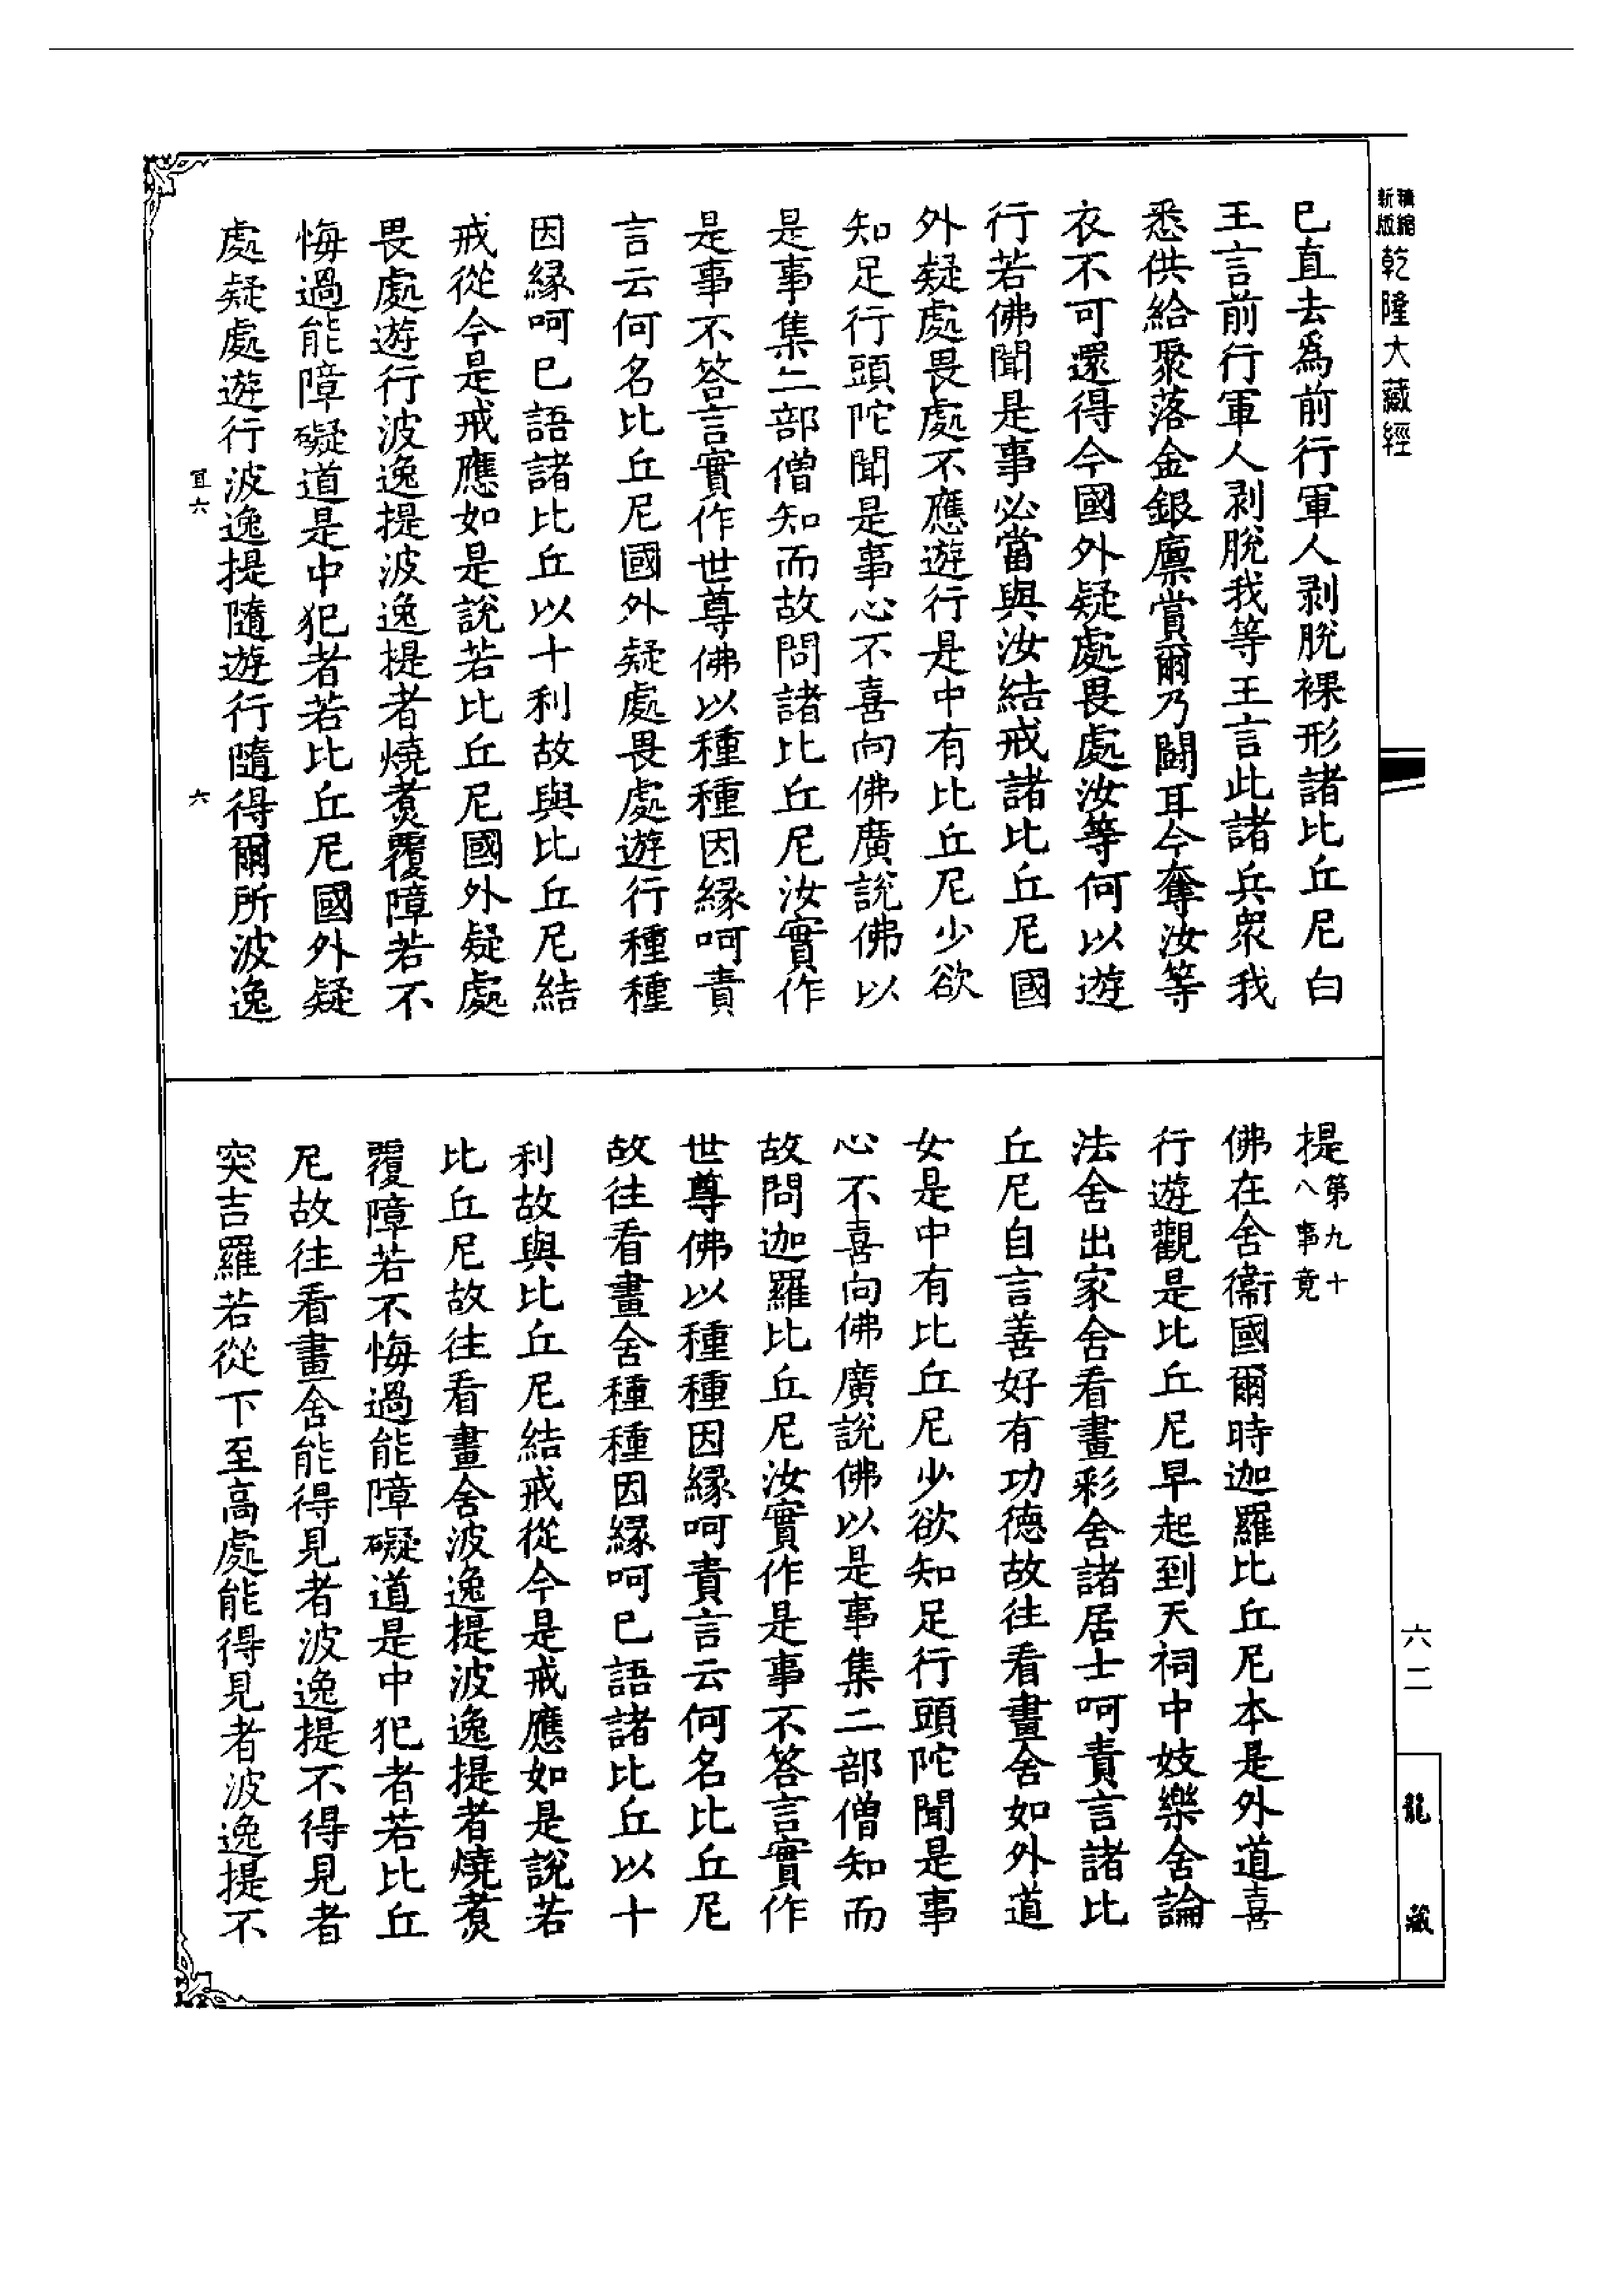 精縮新版乾隆大藏經
已直去為前行軍人剥脫裸形諸比丘尼白
王言前行軍人剥脫我等王言此諸兵衆我
悉供給聚落金銀廩賞爾乃鬪耳今奪汝等
衣不可還得今國外疑處畏處汝等何以遊
行若佛聞是事必當與汝結戒諸比丘尼國
外疑處畏處不應遊行是中有比丘尼少欲
知足行頭陀聞是事心不喜向佛廣說佛以
是事集二部僧知而故問諸比丘尼汝實作
是事不答言實作世尊佛以種種因緣呵責
言云何名比丘尼國外疑處畏處遊行種種
因緣呵已語諸比丘以十利故與比丘尼結
戒從今是戒應如是說若比丘尼國外疑處
畏處遊行波逸提波逸提者燒煑覆障若不
悔過能障礙道是中犯者若比丘尼國外疑
處疑處遊行波逸提隨遊行隨得爾所波逸
宜六 六
提第九十八事竟
佛在舍衞國爾時迦羅比丘尼本是外道喜
行遊觀是比丘尼早起到天祠中妓樂舍論
法舍出家舍看畫彩舍諸居士呵責言諸比
丘尼自言善好有功德故往看畫舍如外道
女是中有比丘尼少欲知足行頭陀聞是事
心不喜向佛廣說佛以是事集二部僧知而
故問迦羅比丘尼汝實作是事不答言實作
世尊佛以種種因緣呵責言云何名比丘尼
故往看畫舍種種因緣呵已語諸比丘以十
利故與比丘尼結戒從今是戒應如是說若
比丘尼故往看畫舍波逸提波逸提者燒煑
覆障若不悔過能障礙道是中犯者若比丘
尼故往看畫舍能得見者波逸提不得見者
突吉羅若從下至高處能得見者波逸提不
六二
龍藏